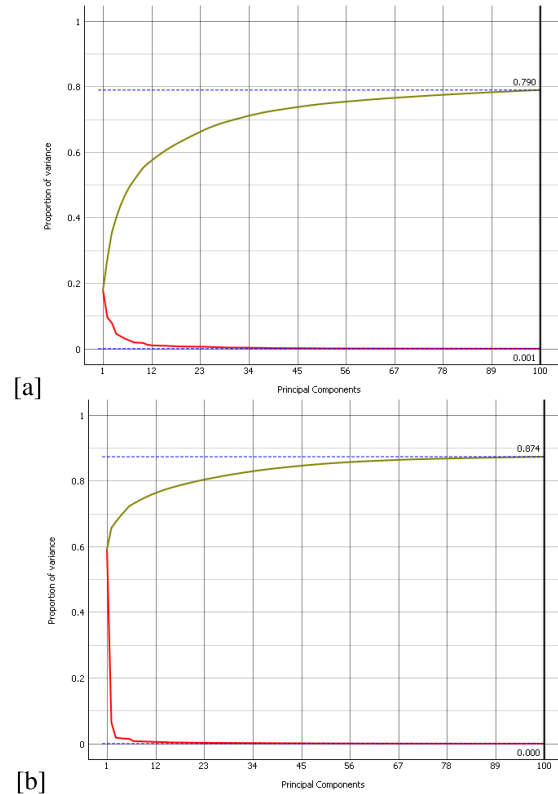 1
0.790
0.8
0.6
Proportion of variance
0.4
0.2
0
0.001
1 12 23 34 45 56 67 78 89 100
Principal Components
[a]
1
0.874
0.8
0.6
Proportion of variance
0.4
0.2
0
0.000
1 12 23 34 45 56 67 78 89 100
Principal Components
[b]